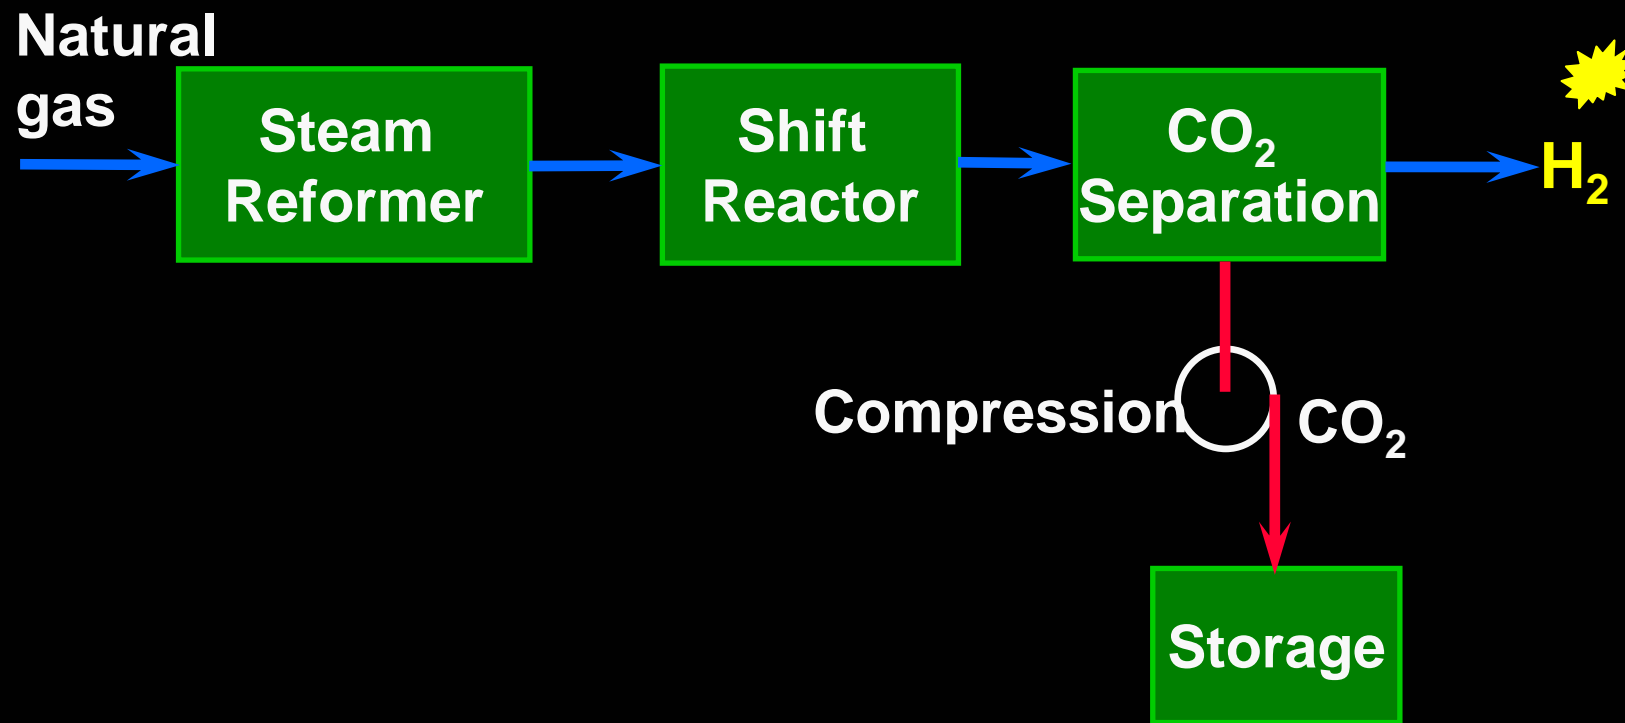 Natural
gas
Steam
Reformer
Shift
Reactor
CO₂
Separation
H₂
Compression
CO₂
Storage